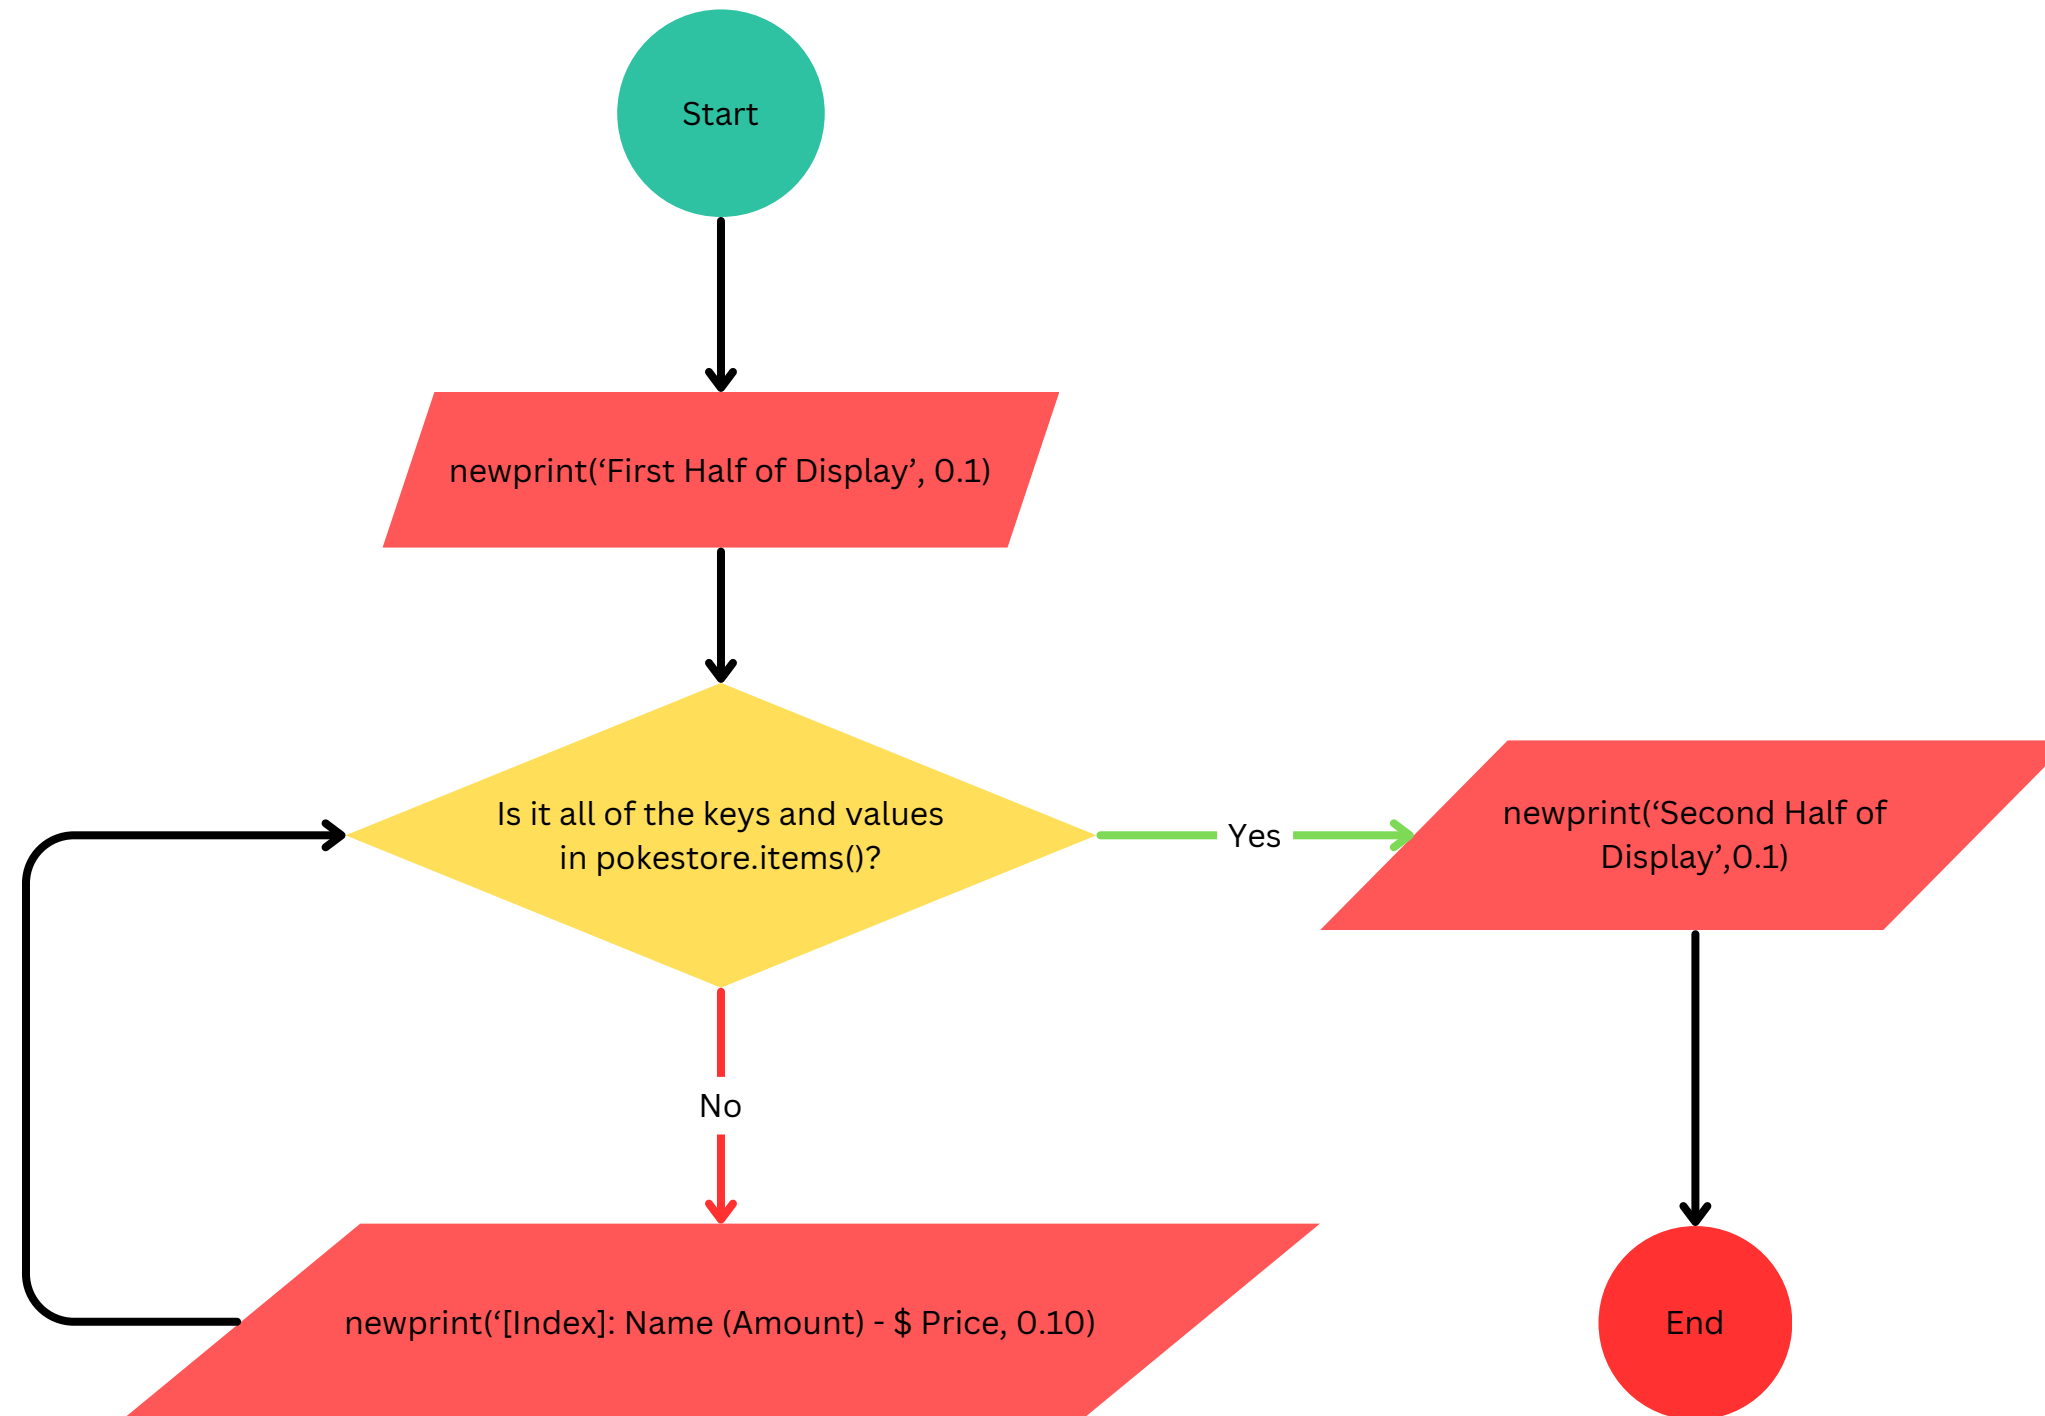 Start
newprint(‘First Half of Display’, 0.1)
Is it all of the keys and values
in pokestore.items()?
Yes
newprint(‘Second Half of
Display’,0.1)
No
newprint(‘[Index]: Name (Amount) - $ Price, 0.10)
End